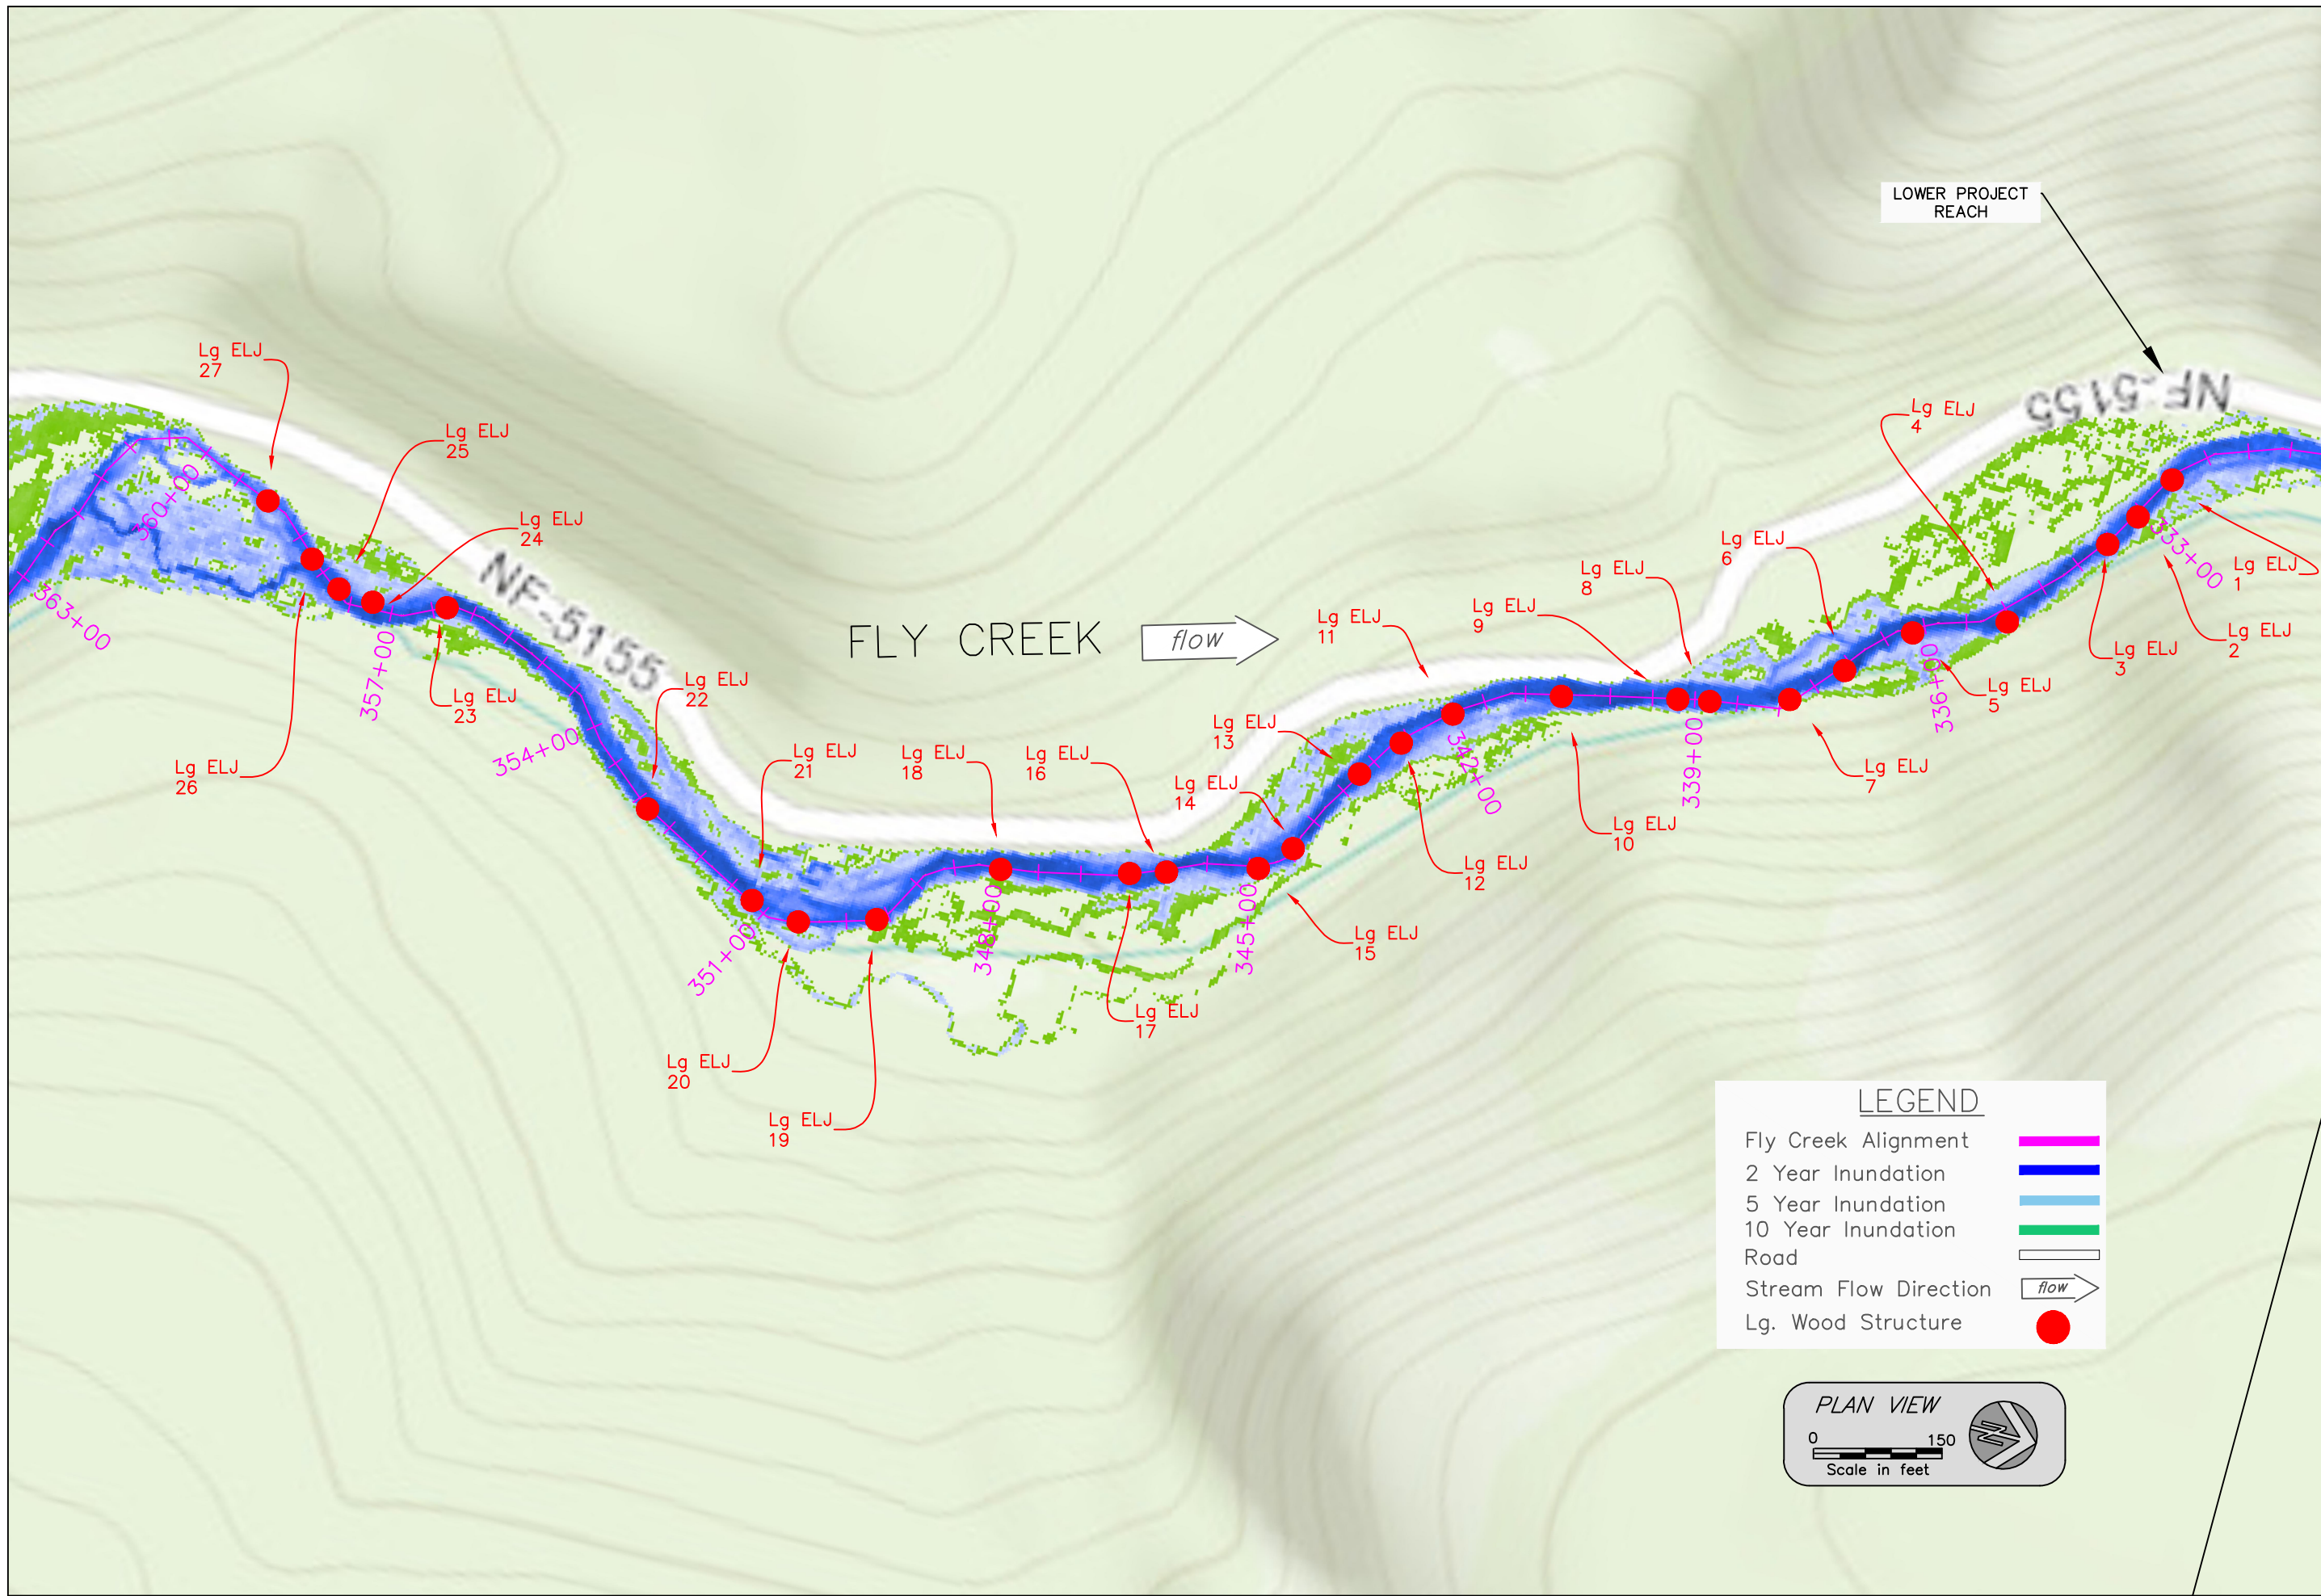 LOWER PROJECT
REACH
NF-5155
Lg ELJ
27
Lg ELJ
25
Lg ELJ
24
Lg ELJ
4
360+00
363+00
357+00
NF-5155
FLY CREEK
flow
Lg ELJ
11
Lg ELJ
9
Lg ELJ
8
Lg ELJ
6
333+00
Lg ELJ
1
Lg ELJ
2
Lg ELJ
3
336+00
Lg ELJ
5
Lg ELJ
23
Lg ELJ
22
354+00
Lg ELJ
26
Lg ELJ
21
Lg ELJ
18
Lg ELJ
16
Lg ELJ
13
Lg ELJ
14
342+00
339+00
Lg ELJ
7
Lg ELJ
10
Lg ELJ
12
351+00
348+00
345+00
Lg ELJ
15
Lg ELJ
17
Lg ELJ
20
Lg ELJ
19
LEGEND
Fly Creek Alignment
2 Year Inundation
5 Year Inundation
10 Year Inundation
Road
Stream Flow Direction flow
Lg. Wood Structure
PLAN VIEW
0 150
Scale in feet
N